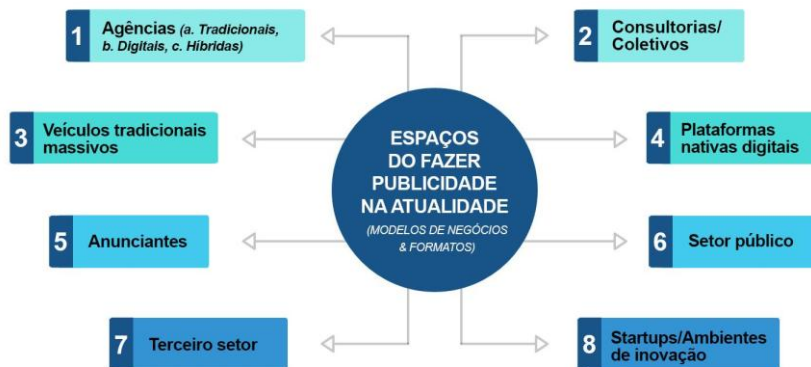 1
Agências (a. Tradicionais,
b. Digitais, c. Híbridas)
2
Consultorias/
Coletivos
3
Veículos tradicionais
massivos
4
Plataformas
nativas digitais
ESPAÇOS
DO FAZER
PUBLICIDADE
NA ATUALIDADE
(MODELOS DE NEGÓCIOS
& FORMATOS)
5
Anunciantes
6
Setor público
7
Terceiro setor
8
Startups/Ambientes
de inovação